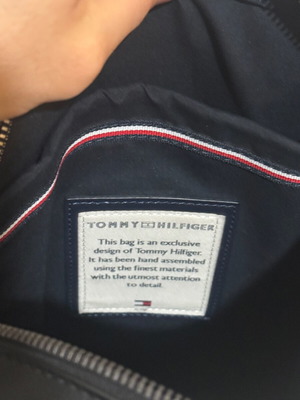 TOMMY HILFIGER
This bag is an exclusive
design of Tommy Hilfiger.
It has been hand assembled
using the finest materials
with the utmost attention
to detail.